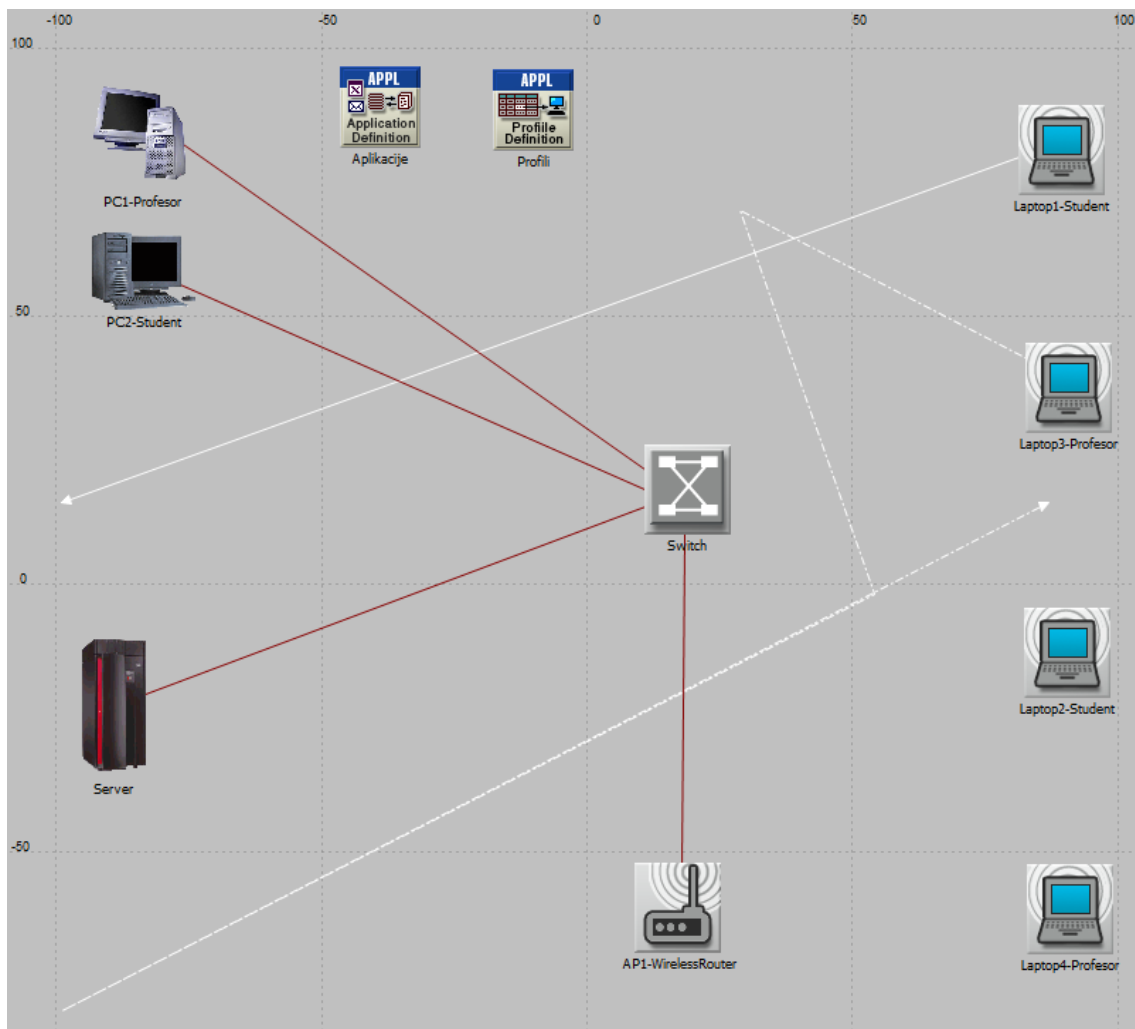 -100 -50 0 50 100
100
APPL
Application
Definition
Aplikacije
APPL
Profiile
Definition
Profili
PC1-Profesor
Laptop1-Student
PC2-Student
50
Laptop3-Profesor
Switch
0
Laptop2-Student
Server
-50
AP1-WirelessRouter
Laptop4-Profesor